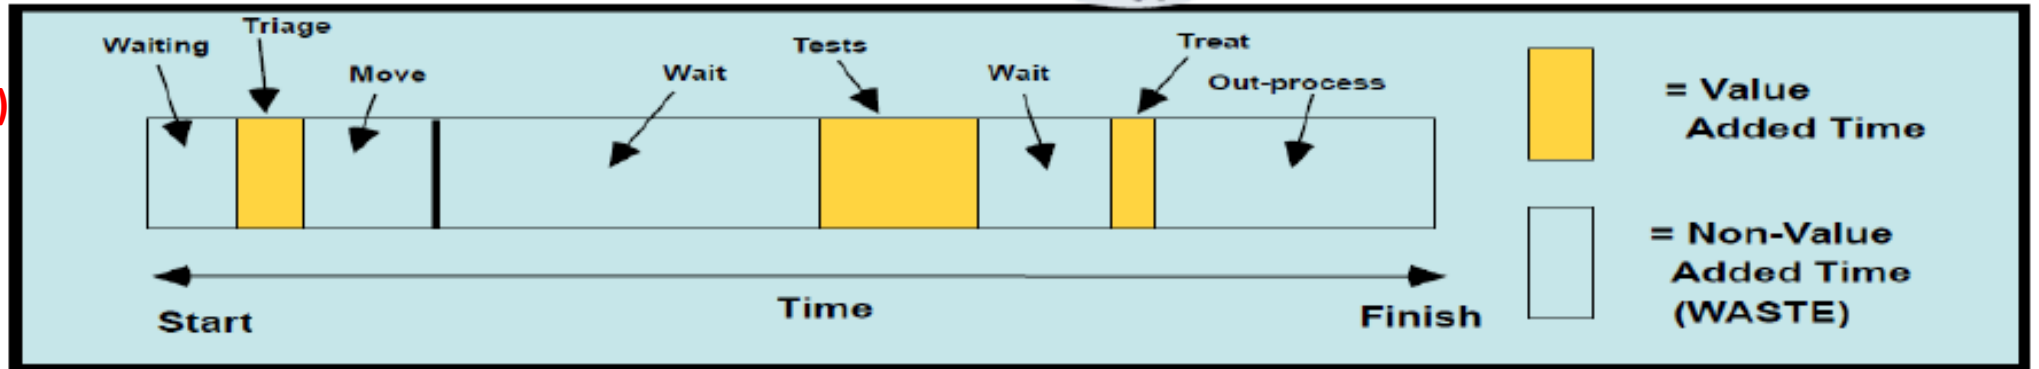 )
Waiting
Triage
Move
Wait
Tests
Wait
Treat
Out-process
= Value
Added Time
= Non-Value
Added Time
(WASTE)
Start
Time
Finish